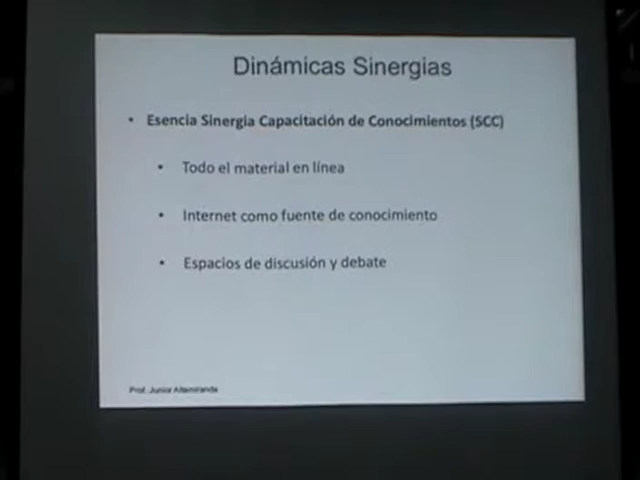 Dinámicas Sinergias
• Esencia Sinergia Capacitación de Conocimientos (SCC)
• Todo el material en línea
• Internet como fuente de conocimiento
• Espacios de discusión y debate
Prof. Junior Altamiranda